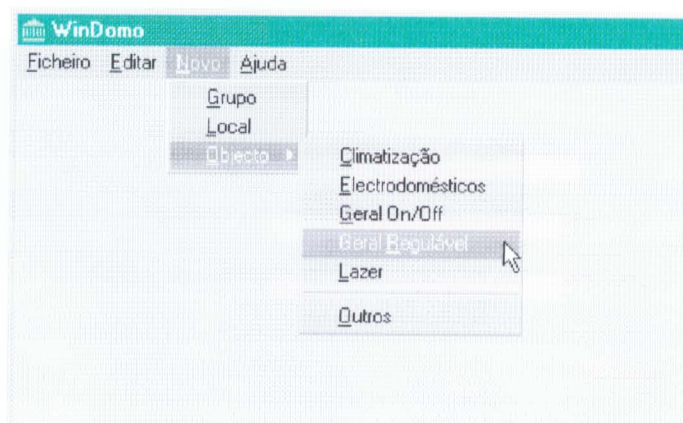 WinDomo
Ficheiro Editar Novo Ajuda
Grupo
Local
Objecto
Climatização
Electrodomésticos
Geral On/Off
Geral Regulável
Lazer
Outros